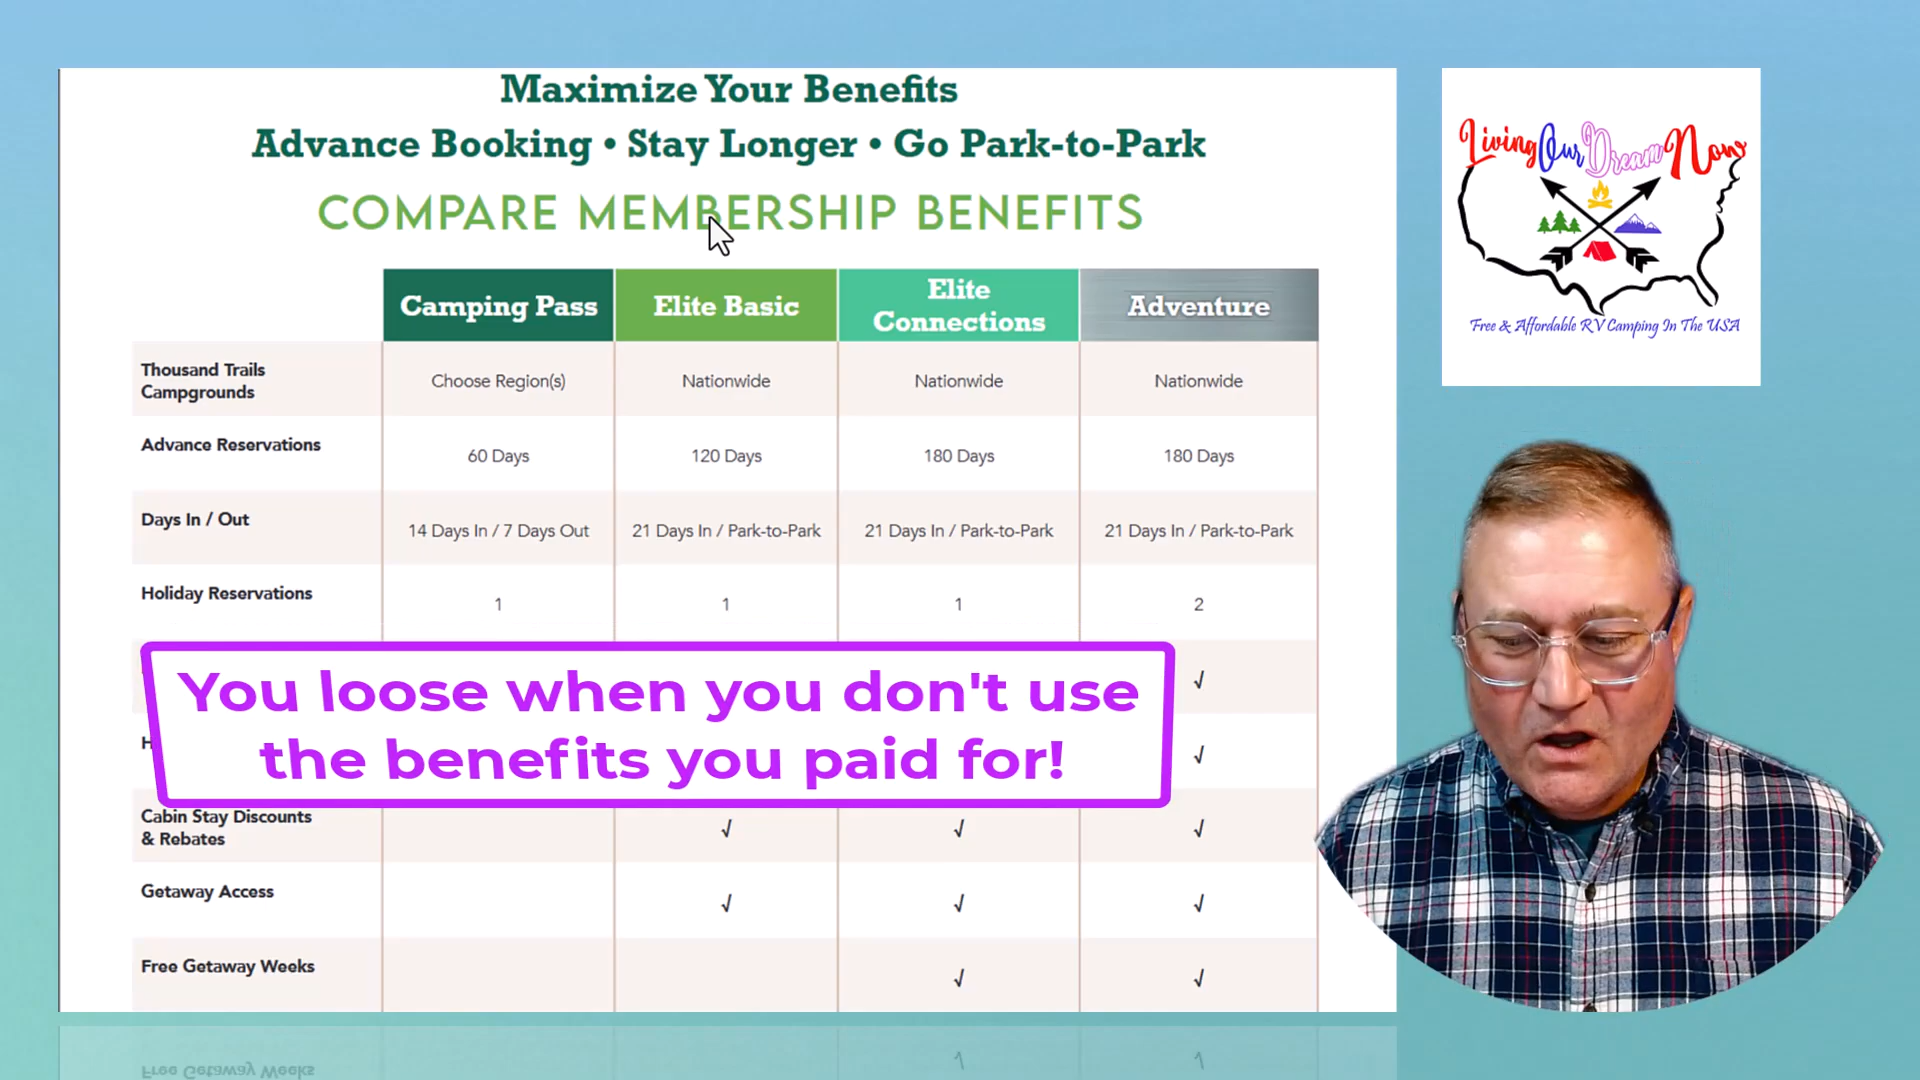 Maximize Your Benefits
Advance Booking • Stay Longer • Go Park-to-Park
COMPARE MEMBERSHIP BENEFITS
Camping Pass Elite Basic Elite Connections Adventure
Thousand Trails Campgrounds Choose Region(s) Nationwide Nationwide Nationwide
Advance Reservations 60 Days 120 Days 180 Days 180 Days
Days In / Out 14 Days In / 7 Days Out 21 Days In / Park-to-Park 21 Days In / Park-to-Park 21 Days In / Park-to-Park
Holiday Reservations 1 1 1 2
√
You loose when you don't use
the benefits you paid for!
√
Cabin Stay Discounts & Rebates √ √ √
Getaway Access √ √ √
Free Getaway Weeks √ √
Living Our Dream Now
Free & Affordable RV Camping In The USA